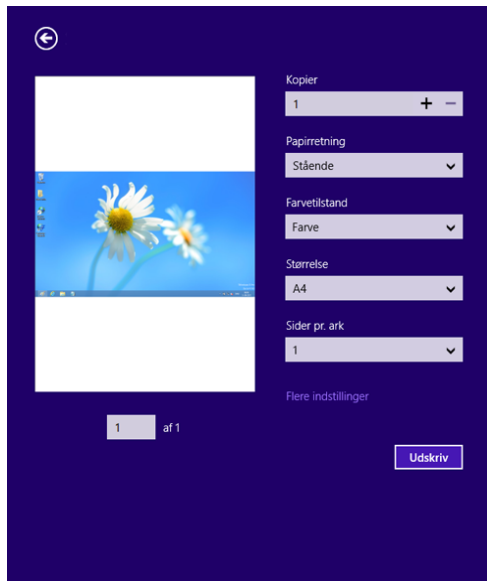 Kopier
1
Papirretning
Stående
Farvetilstand
Farve
Størrelse
A4
Sider pr. ark
1
Flere indstillinger
1 af 1
Udskriv